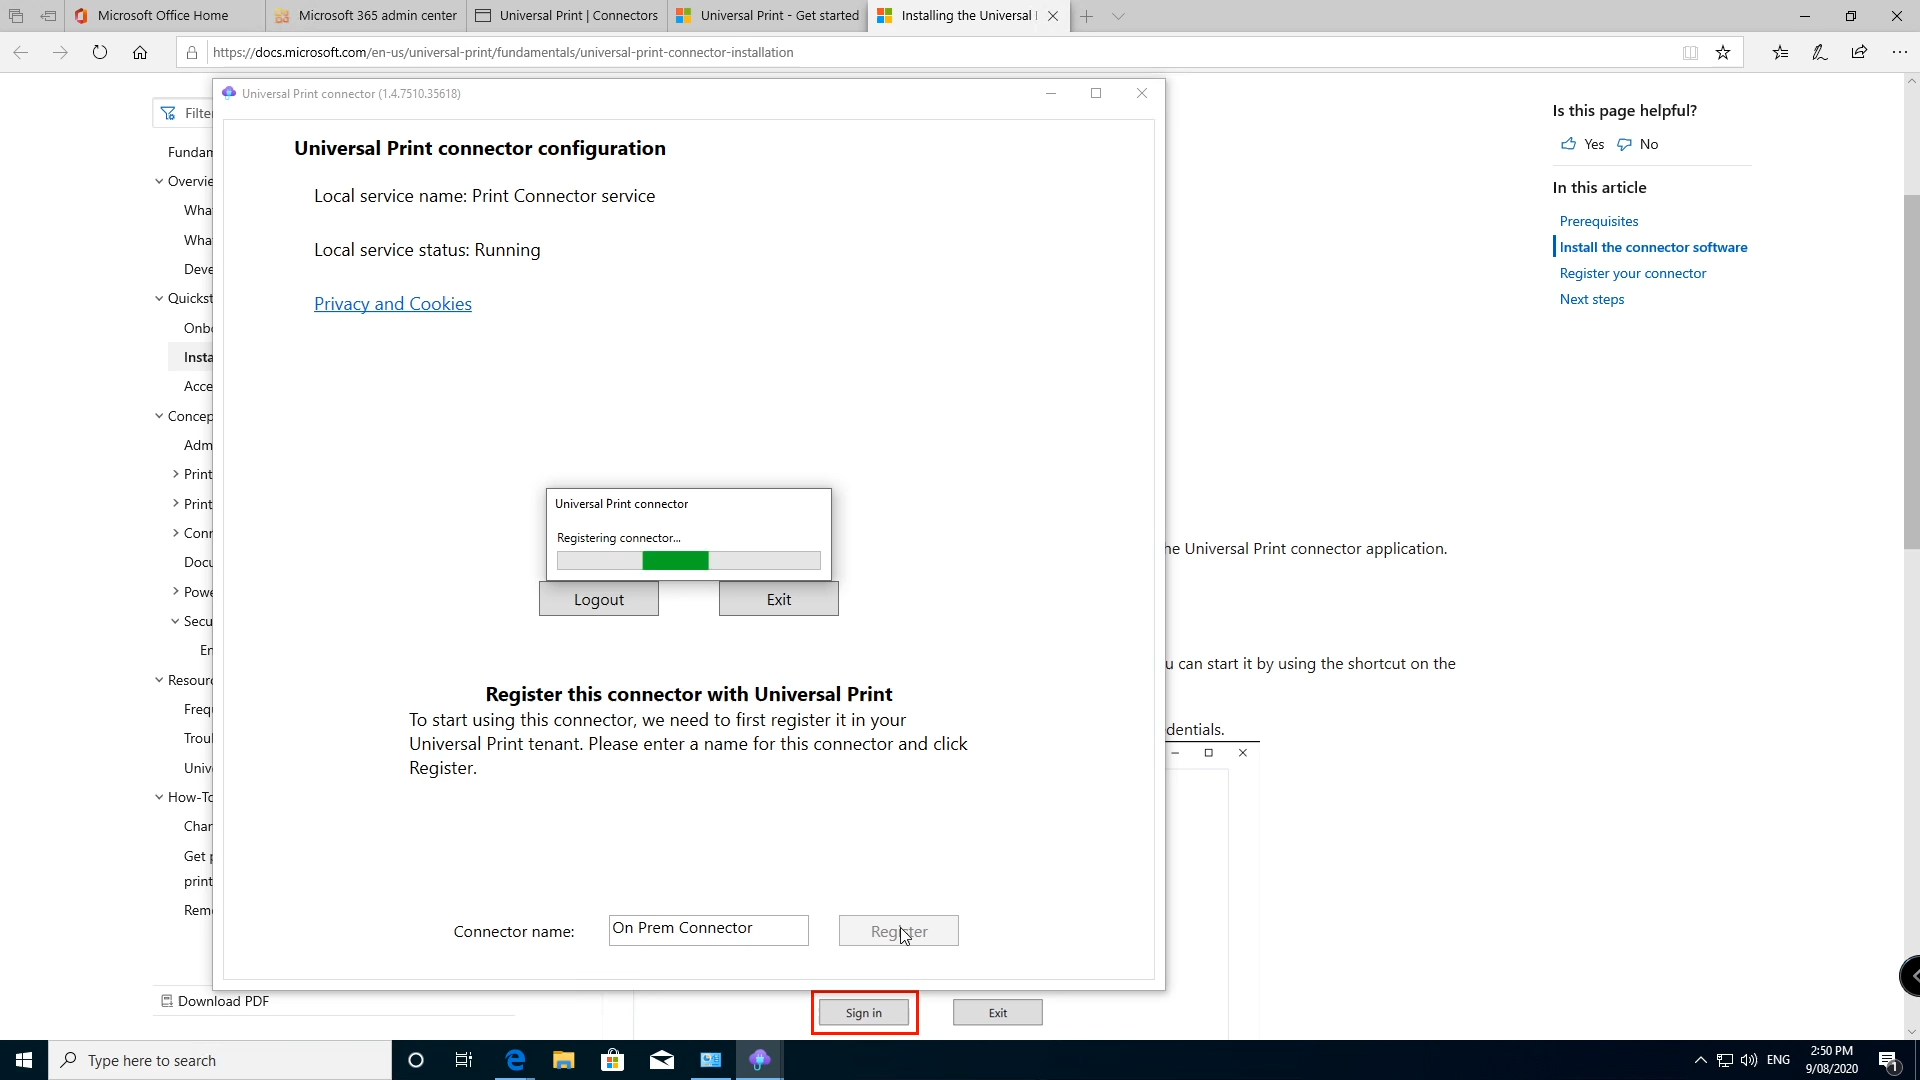 Microsoft Office Home
Microsoft 365 admin center
Universal Print | Connectors
Universal Print - Get started
Installing the Universal
https://docs.microsoft.com/en-us/universal-print/fundamentals/universal-print-connector-installation
Universal Print connector (1.4.7510.35618)
Filte
Fundam
Overvie
Wha
Wha
Deve
Quickst
Onb
Insta
Acce
Concep
Adm
Print
Print
Conn
Docu
Powe
Secu
En
Resourc
Freq
Troul
Univ
How-To
Char
Get p
print
Rem
Download PDF
Universal Print connector configuration
Local service name: Print Connector service
Local service status: Running
Privacy and Cookies
Universal Print connector
Registering connector...
Logout
Exit
Register this connector with Universal Print
To start using this connector, we need to first register it in your
Universal Print tenant. Please enter a name for this connector and click
Register.
Connector name:
On Prem Connector
Register
he Universal Print connector application.
u can start it by using the shortcut on the
dentials.
Sign in
Exit
Is this page helpful?
Yes
No
In this article
Prerequisites
Install the connector software
Register your connector
Next steps
Type here to search
ENG
2:50 PM
9/08/2020
1